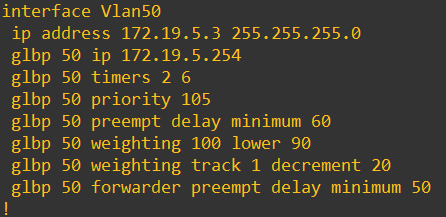 interface Vlan50
ip address 172.19.5.3 255.255.255.0
glbp 50 ip 172.19.5.254
glbp 50 timers 2 6
glbp 50 priority 105
glbp 50 preempt delay minimum 60
glbp 50 weighting 100 lower 90
glbp 50 weighting track 1 decrement 20
glbp 50 forwarder preempt delay minimum 50
!